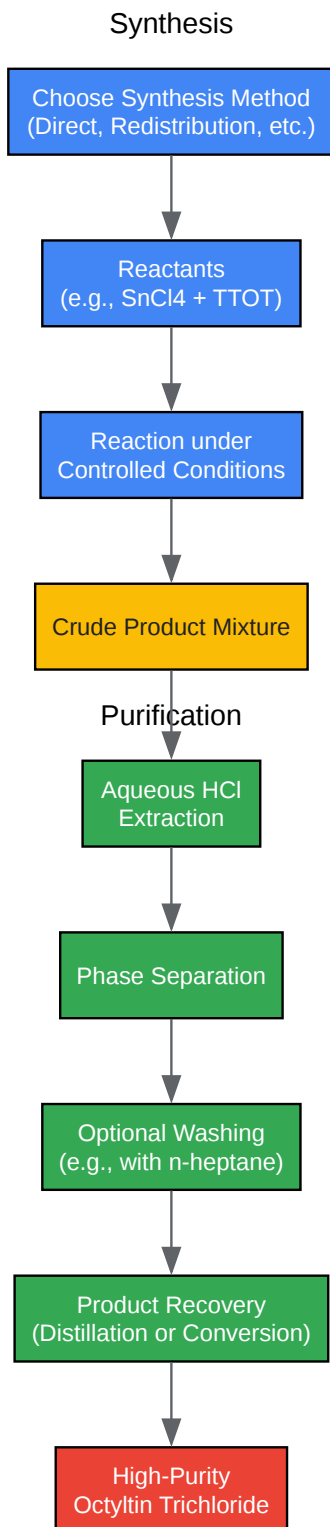 Synthesis
Choose Synthesis Method
(Direct, Redistribution, etc.)
Reactants
(e.g., SnCl4 + TTOT)
Reaction under
Controlled Conditions
Crude Product Mixture
Purification
Aqueous HCl
Extraction
Phase Separation
Optional Washing
(e.g., with n-heptane)
Product Recovery
(Distillation or Conversion)
High-Purity
Octyltin Trichloride